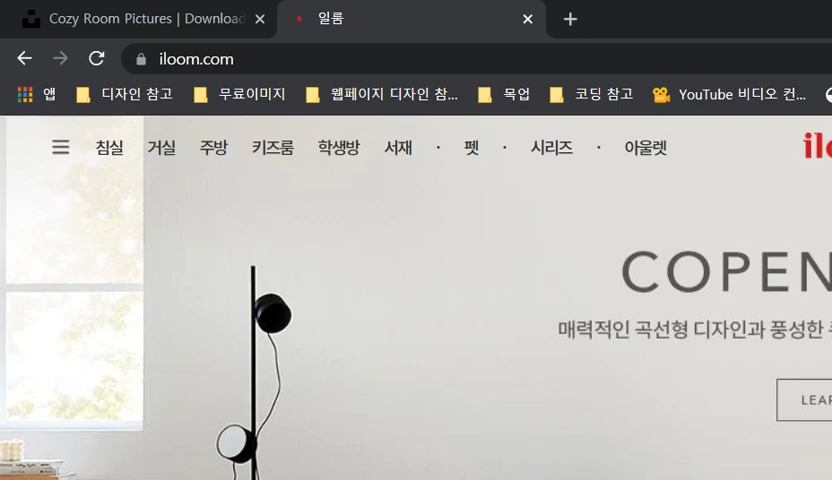 Cozy Room Pictures | Download
일룸
iloom.com
앱 디자인 참고 무료이미지 웹페이지 디자인 참... 목업 코딩 참고 YouTube 비디오 컨...
침실 거실 주방 키즈룸 학생방 서재 · 펫 · 시리즈 · 아울렛
ilo
COPEN
매력적인 곡선형 디자인과 풍성한
LEAR